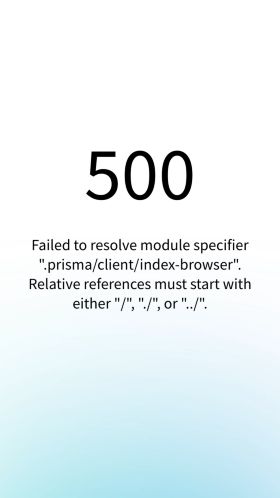 500
Failed to resolve module specifier
".prisma/client/index-browser".
Relative references must start with
either "/", "./", or "../".